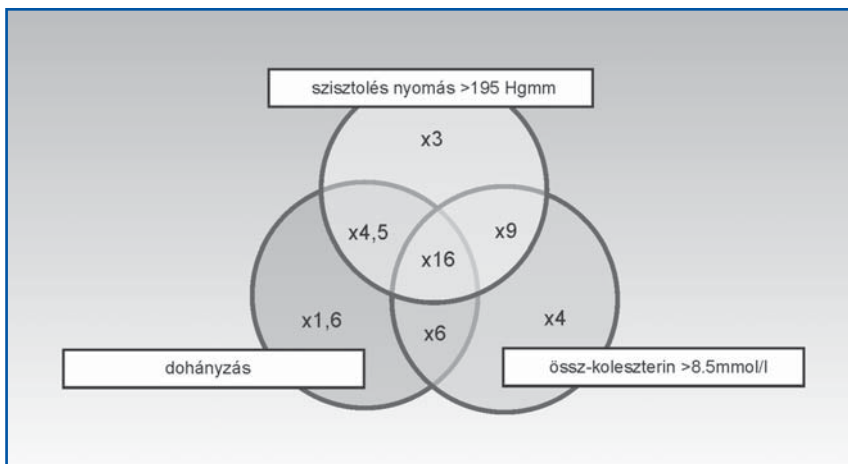 szisztolés nyomás >195 Hgmm
x3
x4,5
x9
x16
x1,6
x6
x4
dohányzás
össz-koleszterin >8.5mmol/l